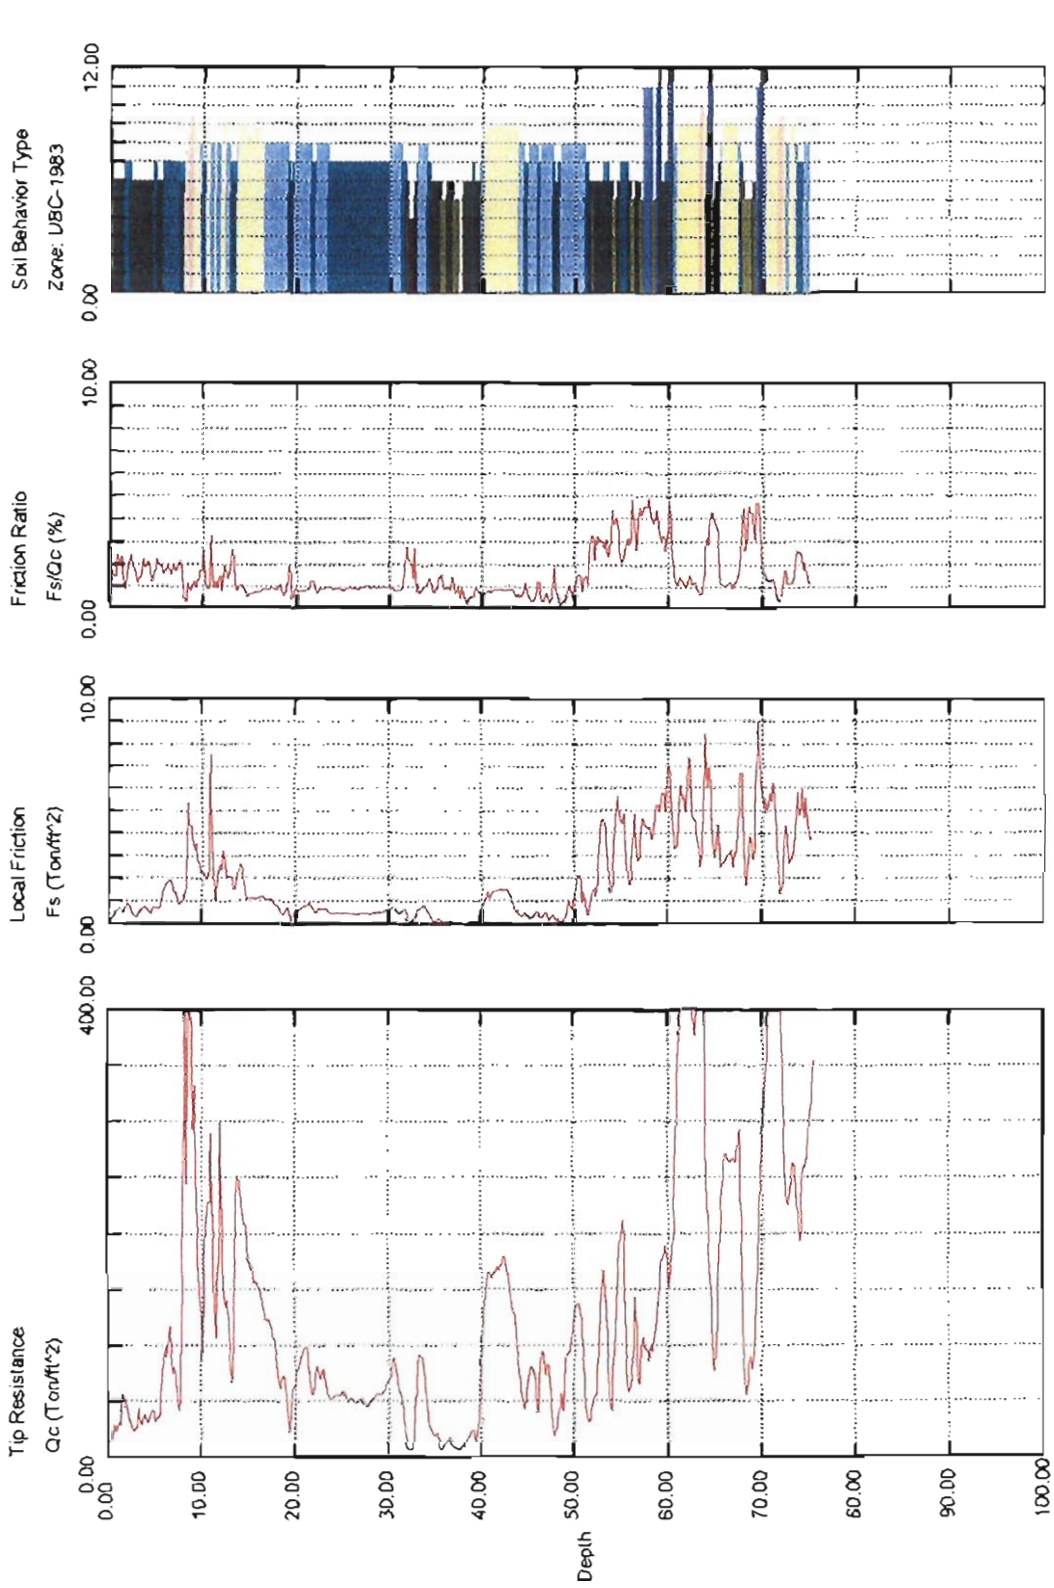 Soil Behavior Type
Zone: UBC-1983
12.00
0.00
Friction Ratio
Fs/Qc (%)
10.00
0.00
Local Friction
Fs (Ton/ft^2)
10.00
0.00
Tip Resistance
Qc (Ton/ft^2)
400.00
0.00
0.00
10.00
20.00
30.00
40.00
50.00
60.00
70.00
80.00
90.00
100.00
Depth